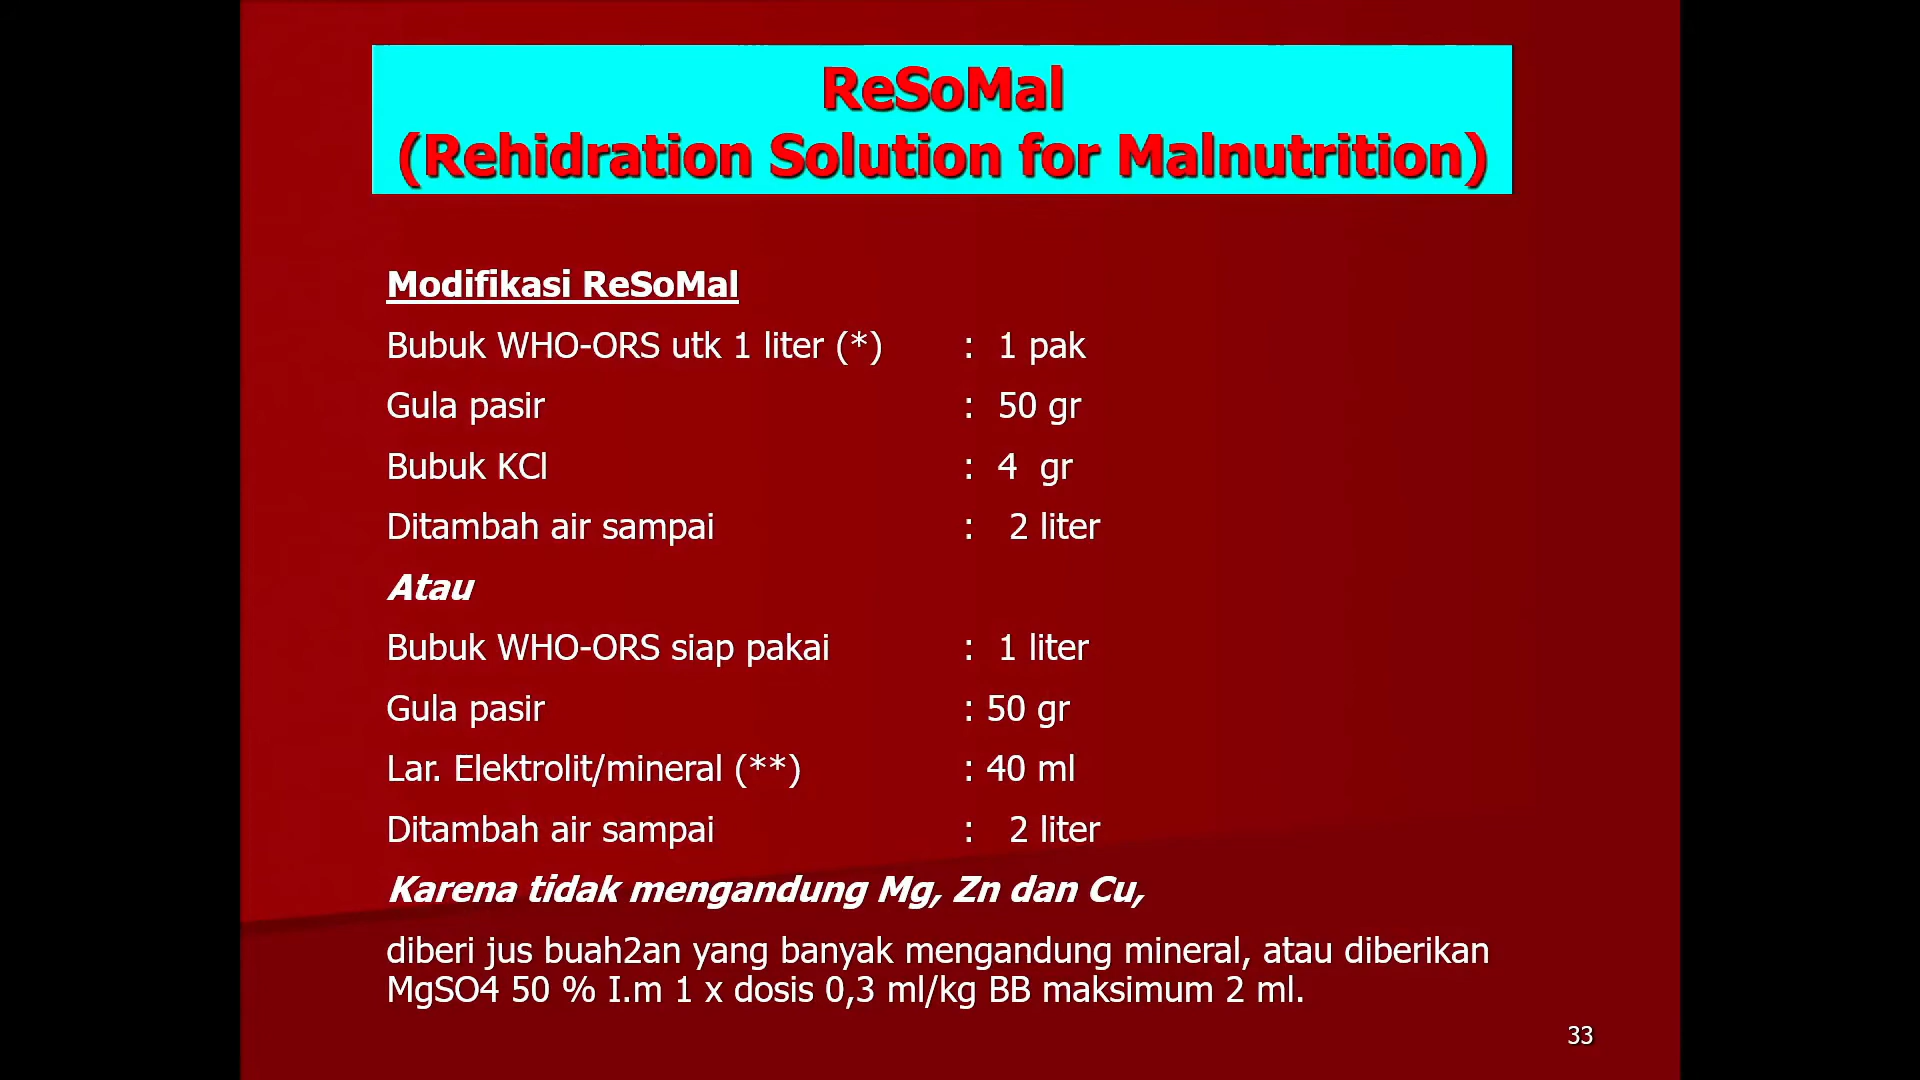 ReSoMal
(Rehidration Solution for Malnutrition)
Modifikasi ReSoMal
Bubuk WHO-ORS utk 1 liter (*) : 1 pak
Gula pasir : 50 gr
Bubuk KCl : 4 gr
Ditambah air sampai : 2 liter
Atau
Bubuk WHO-ORS siap pakai : 1 liter
Gula pasir : 50 gr
Lar. Elektrolit/mineral (**) : 40 ml
Ditambah air sampai : 2 liter
Karena tidak mengandung Mg, Zn dan Cu,
diberi jus buah2an yang banyak mengandung mineral, atau diberikan
MgSO4 50 % I.m 1 x dosis 0,3 ml/kg BB maksimum 2 ml.
33